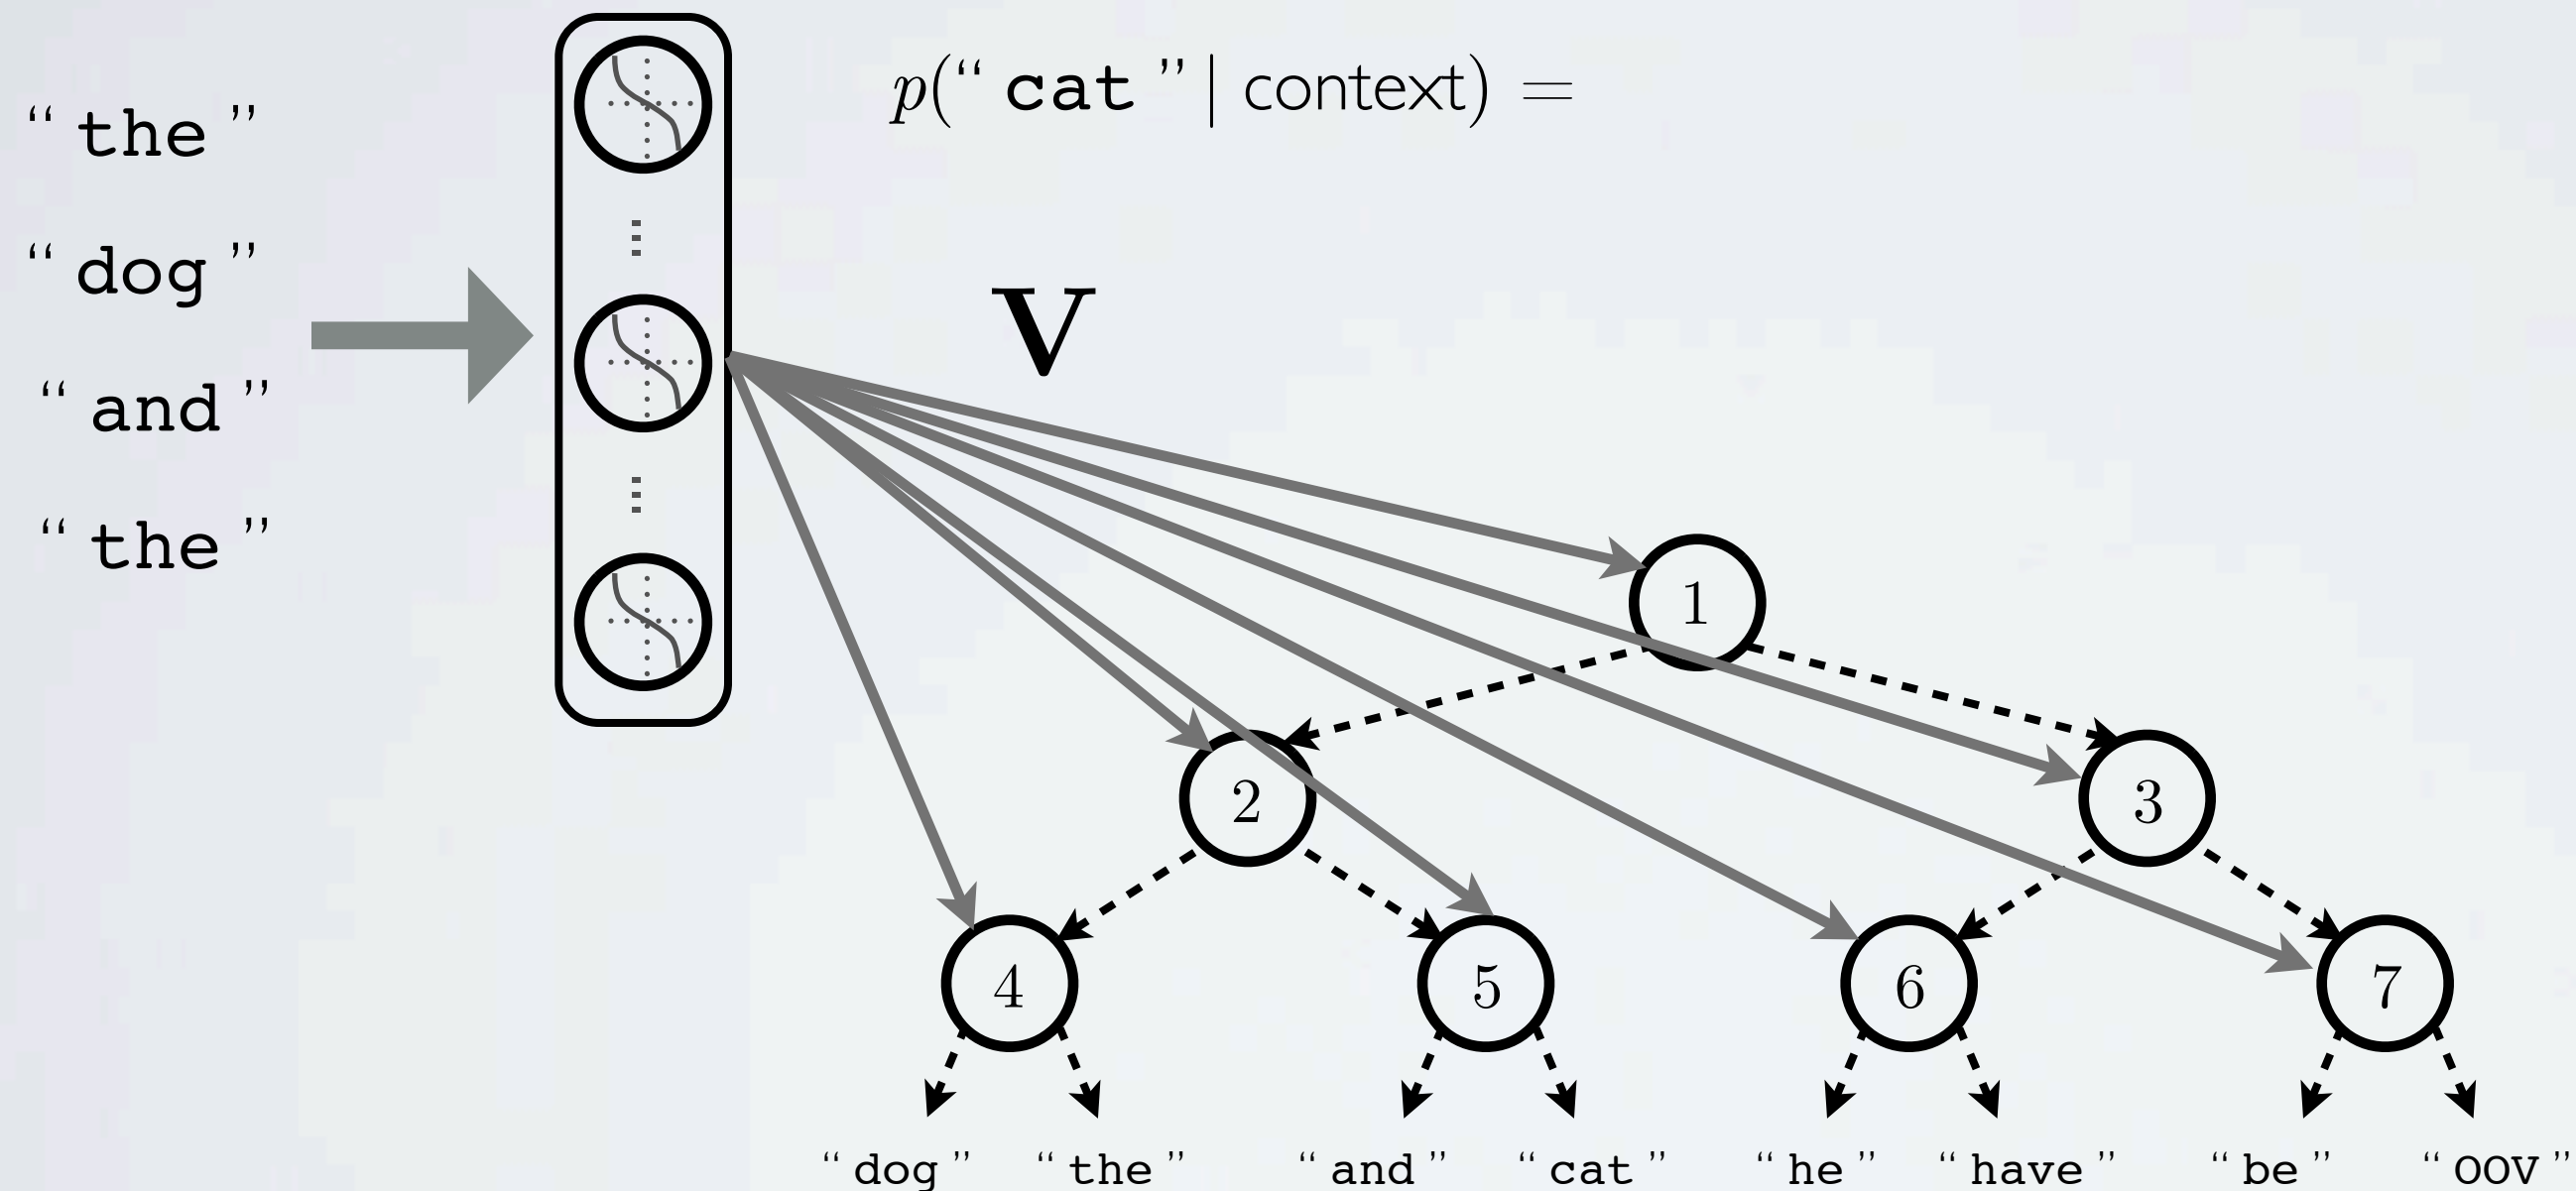 p(“ cat ” | context) =
“ the ”
“ dog ”
“ and ”
“ the ”
V
1
2
3
4
5
6
7
“ dog ” “ the ” “ and ” “ cat ” “ he ” “ have ” “ be ” “ OOV ”